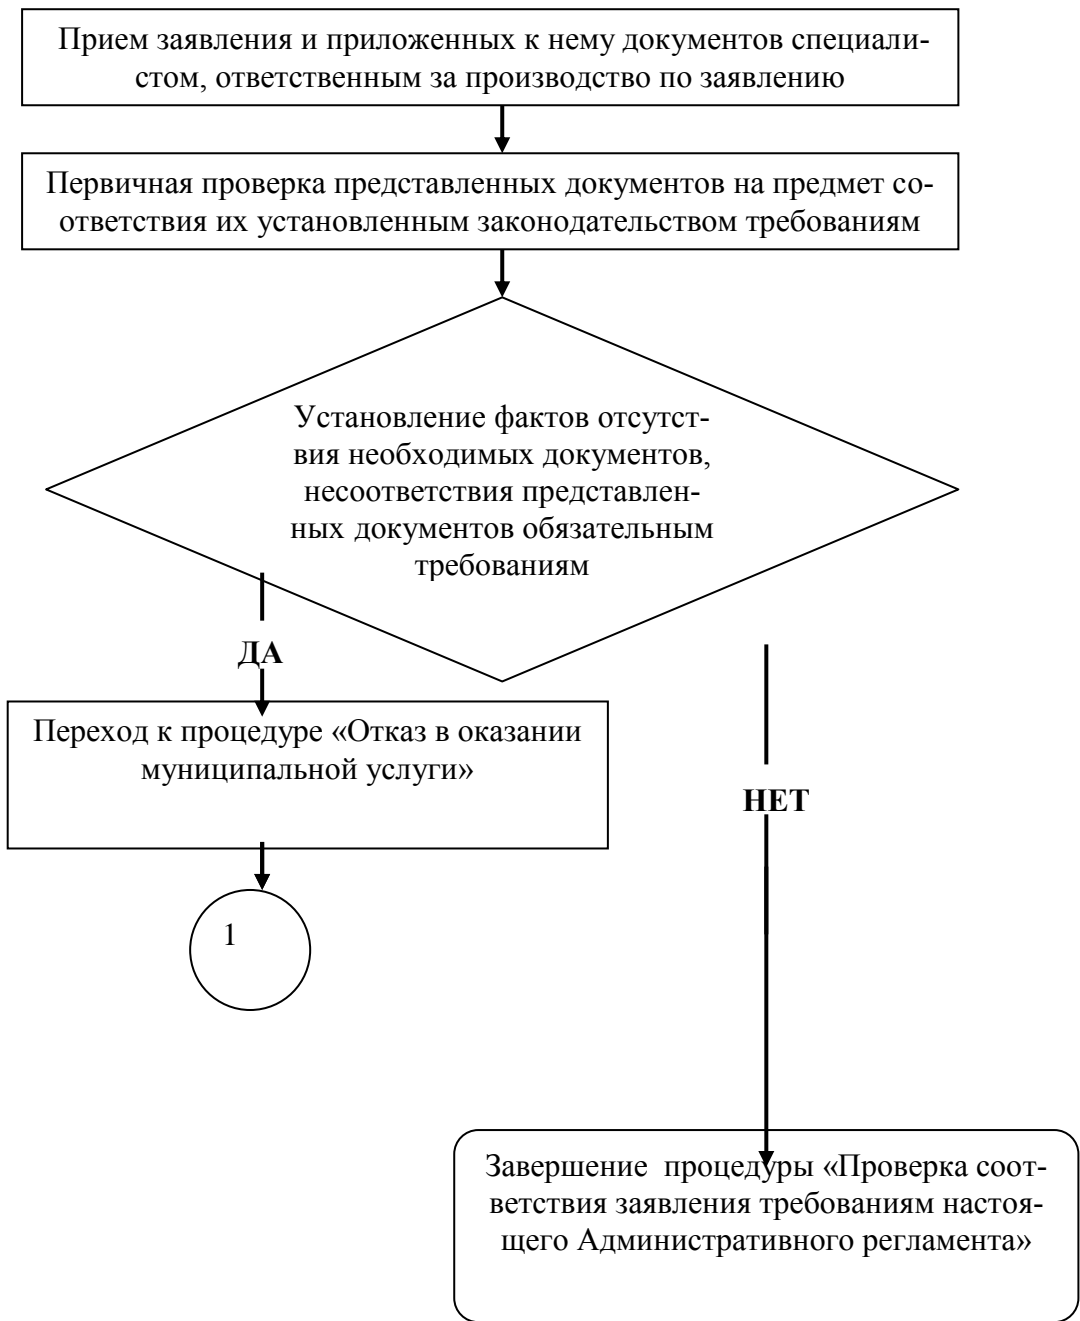 Прием заявления и приложенных к нему документов специали-
стом, ответственным за производство по заявлению
Первичная проверка представленных документов на предмет со-
ответствия их установленным законодательством требованиям
Установление фактов отсутст-
вия необходимых документов,
несоответствия представлен-
ных документов обязательным
требованиям
ДА
Переход к процедуре «Отказ в оказании
муниципальной услуги»
НЕТ
1
Завершение  процедуры «Проверка соот-
ветствия заявления требованиям настоя-
щего Административного регламента»